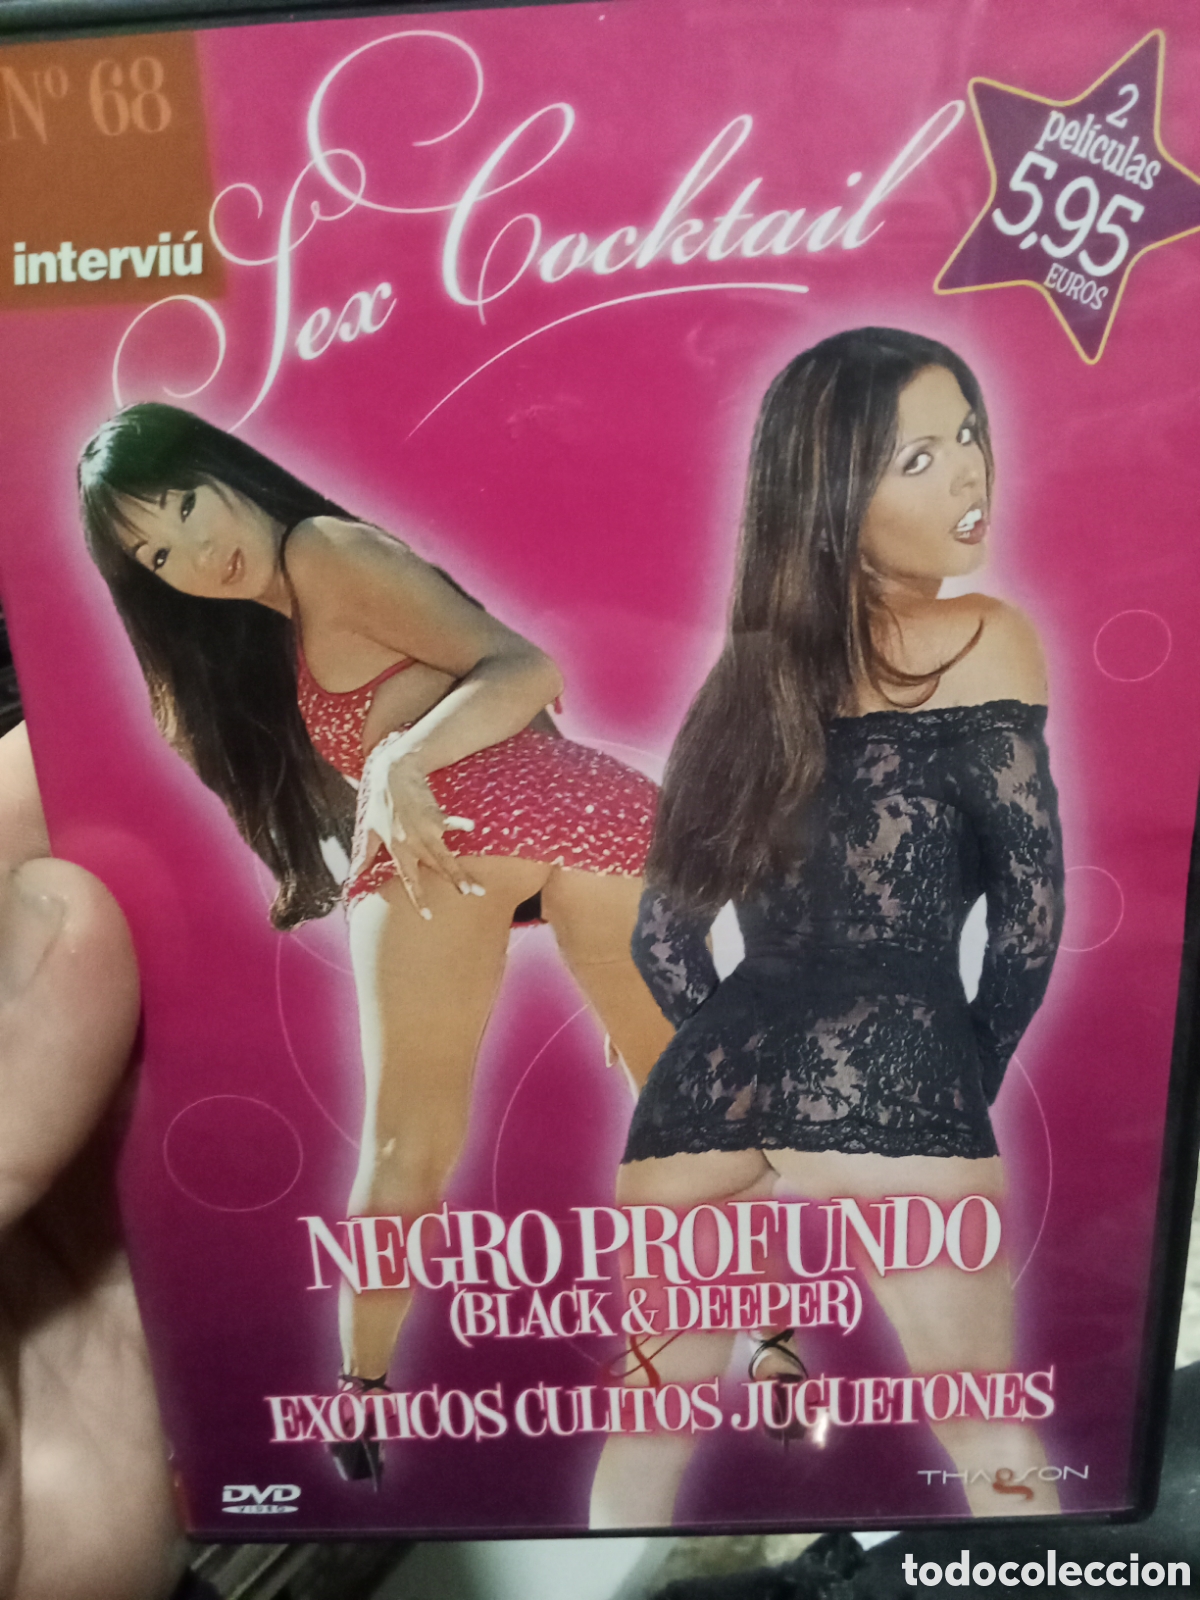 Nº 68
interviú
Sex Cocktail
2
películas
5,95
EUROS
NEGRO PROFUNDO
(BLACK & DEEPER)
&
EXÓTICOS CULITOS JUGUETONES
DVD
VIDEO
THAGSON
todocoleccion